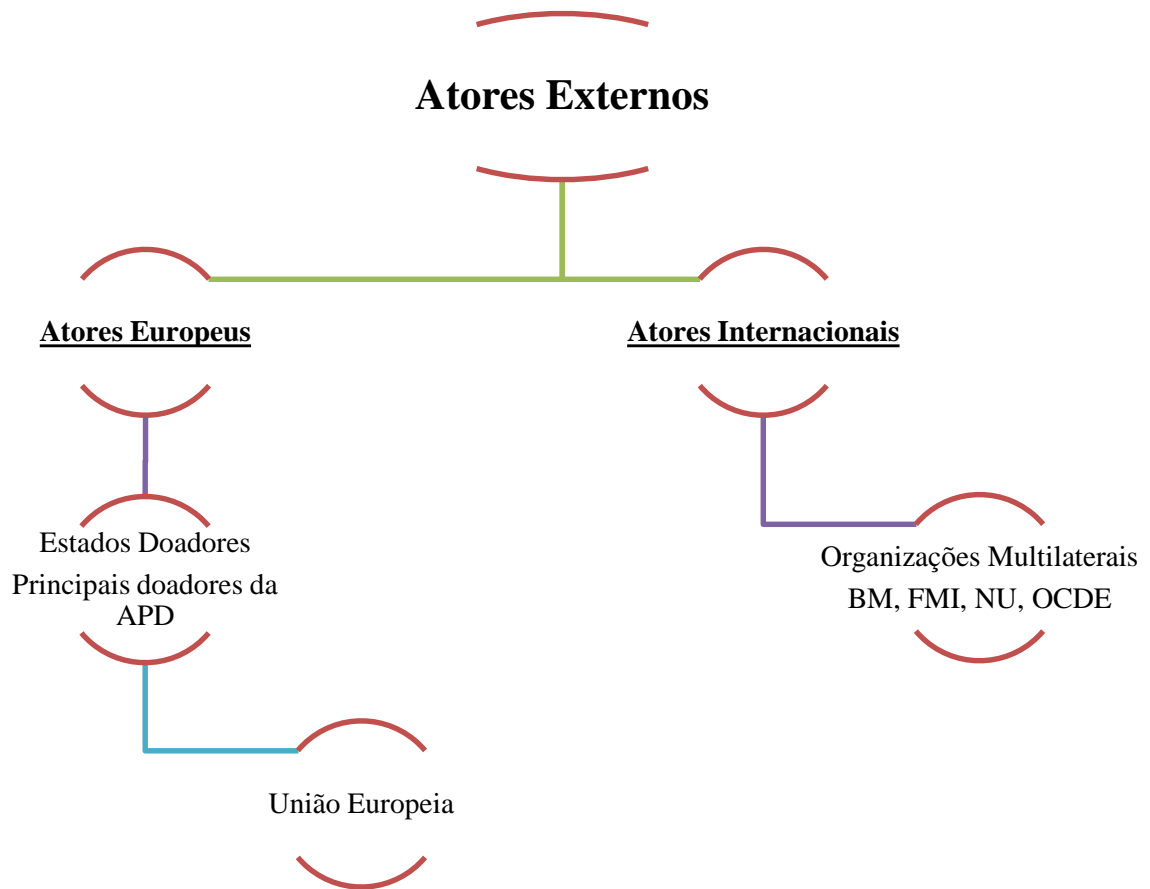 Atores Externos
Atores Europeus
Atores Internacionais
Estados Doadores
Principais doadores da
APD
Organizações Multilaterais
BM, FMI, NU, OCDE
União Europeia